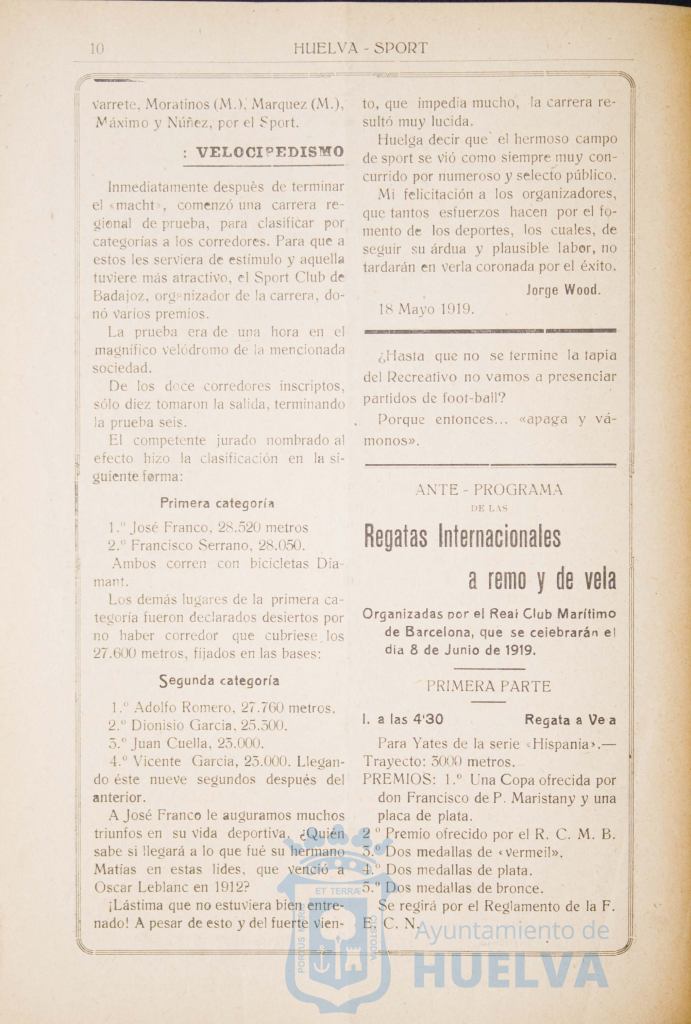 10
HUELVA - SPORT
varrete, Moratinos (M.), Marquez (M.),
Máximo y Núñez, por el Sport.
: VELOCIPEDISMO
Inmediatamente después de terminar
el «macht», comenzó una carrera re-
gional de prueba, para clasificar por
categorías a los corredores. Para que a
estos les serviera de estímulo y aquella
tuviere más atractivo, el Sport Club de
Badajoz, organizador de la carrera, do-
nó varios premios.
La prueba era de una hora en el
magnífico velódromo de la mencionada
sociedad.
De los doce corredores inscriptos,
sólo diez tomaron la salida, terminando
la prueba seis.
El competente jurado nombrado al
efecto hizo la clasificación en la si-
guiente forma:
Primera categoría
1.º José Franco, 28.520 metros
2.º Francisco Serrano, 28.050.
Ambos corren con bicicletas Dia-
mant.
Los demás lugares de la primera ca-
tegoría fueron declarados desiertos por
no haber corredor que cubriese los
27.600 metros, fijados en las bases:
Segunda categoría
1.º Adolfo Romero, 27.760 metros.
2.º Dionisio Garcia, 25.300.
3.º Juan Cuella, 23.000.
4.º Vicente Garcia, 23.000. Llegan-
do éste nueve segundos después del
anterior.
A José Franco le auguramos muchos
triunfos en su vida deportiva. ¿Quién
sabe si llegará a lo que fué su hermano
Matías en estas lides, que venció a
Oscar Leblanc en 1912?
¡Lástima que no estuviera bien entre-
nado! A pesar de esto y del fuerte vien-
to, que impedía mucho, la carrera re-
sultó muy lucida.
Huelga decir que el hermoso campo
de sport se vió como siempre muy con-
currido por numeroso y selecto público.
Mi felicitación a los organizadores,
que tantos esfuerzos hacen por el fo-
mento de los deportes, los cuales, de
seguir su árdua y plausible labor, no
tardarán en verla coronada por el éxito.
Jorge Wood.
18 Mayo 1919.
¿Hasta que no se termine la tapia
del Recreativo no vamos a presenciar
partidos de foot-ball?
Porque entonces... «apaga y vá-
monos».
ANTE - PROGRAMA
DE LAS
Regatas Internacionales
a remo y de vela
Organizadas por el Real Club Marítimo
de Barcelona, que se celebrarán el
dia 8 de Junio de 1919.
PRIMERA PARTE
I. a las 4'30 Regata a Ve a
Para Yates de la serie «Hispania».—
Trayecto: 3000 metros.
PREMIOS: 1.º Una Copa ofrecida por
don Francisco de P. Maristany y una
placa de plata.
2º Premio ofrecido por el R. C. M. B.
3.º Dos medallas de «vermeil».
4.º Dos medallas de plata.
5.º Dos medallas de bronce.
Se regirá por el Reglamento de la F.
E. C. N.
PORTUS MARIS
ET TERRÆ
CUSTODIA
Ayuntamiento de
HUELVA